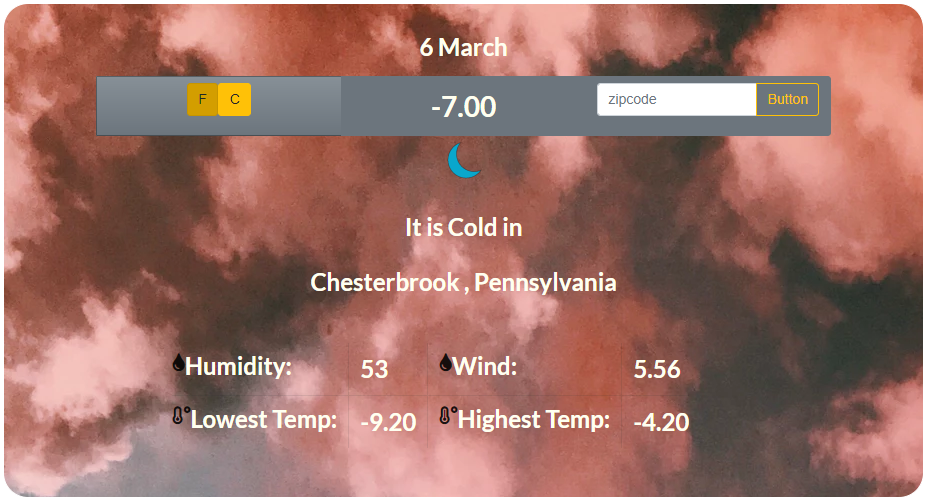 6 March
F C -7.00 zipcode Button
It is Cold in
Chesterbrook , Pennsylvania
Humidity: 53 Wind: 5.56
Lowest Temp: -9.20 Highest Temp: -4.20